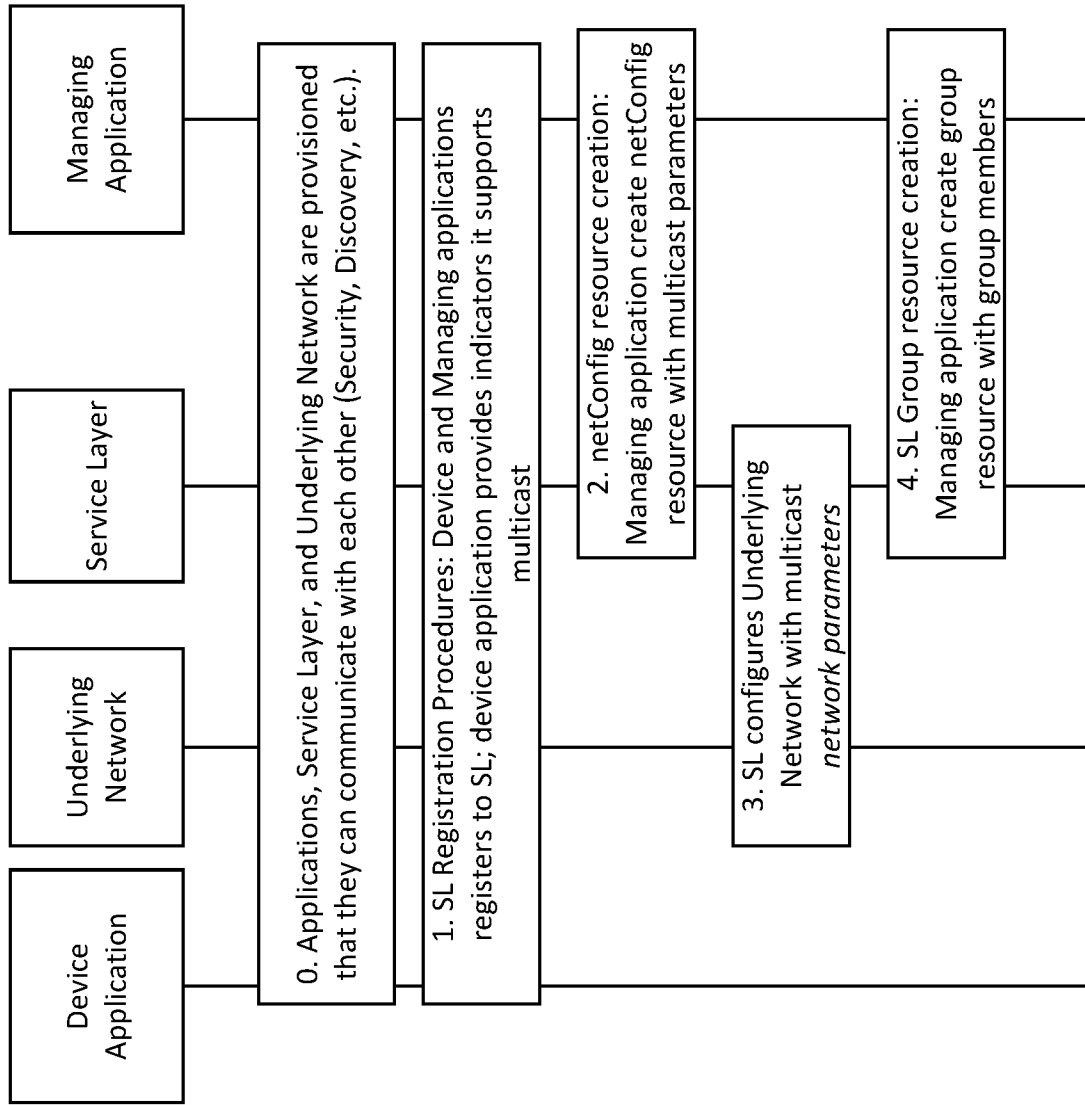 Device
Application
Underlying
Network
Service Layer
Managing
Application
0. Applications, Service Layer, and Underlying Network are provisioned
that they can communicate with each other (Security, Discovery, etc.).
1. SL Registration Procedures: Device and Managing applications
registers to SL; device application provides indicators it supports
multicast
2. netConfig resource creation:
Managing application create netConfig
resource with multicast parameters
3. SL configures Underlying
Network with multicast
network parameters
4. SL Group resource creation:
Managing application create group
resource with group members